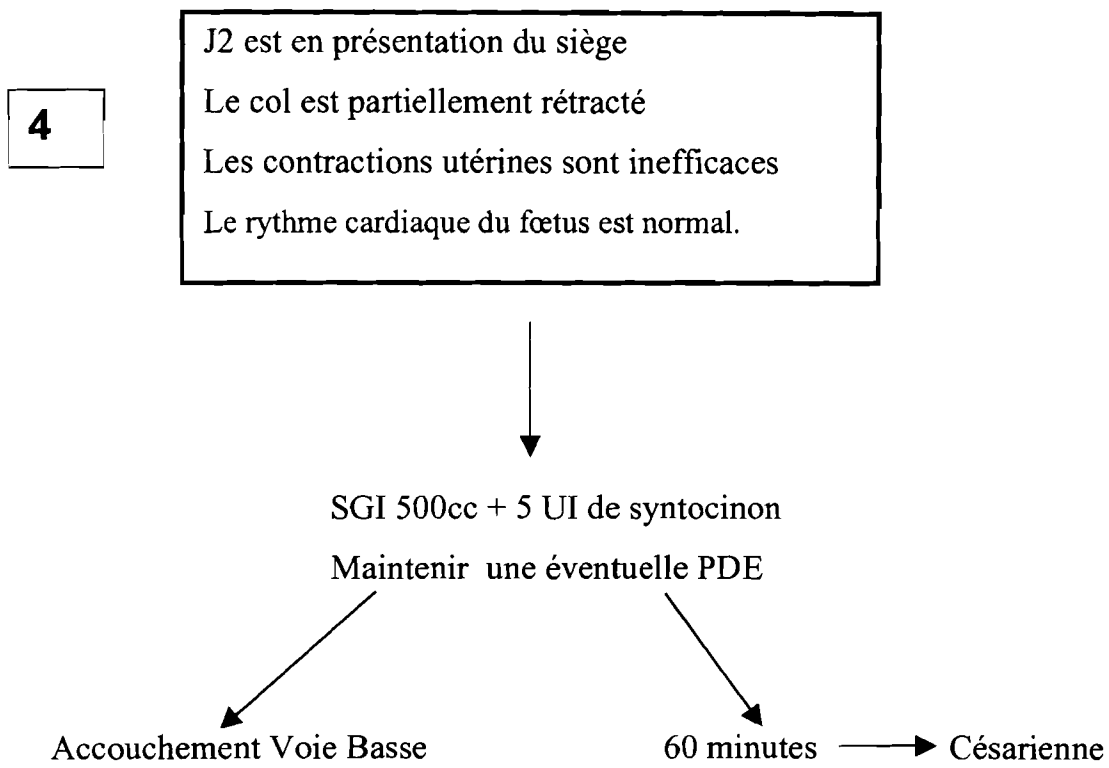 4
J2 est en présentation du siège
Le col est partiellement rétracté
Les contractions utérines sont inefficaces
Le rythme cardiaque du fœtus est normal.
SGI 500cc + 5 UI de syntocinon
Maintenir une éventuelle PDE
Accouchement Voie Basse
60 minutes
Césarienne